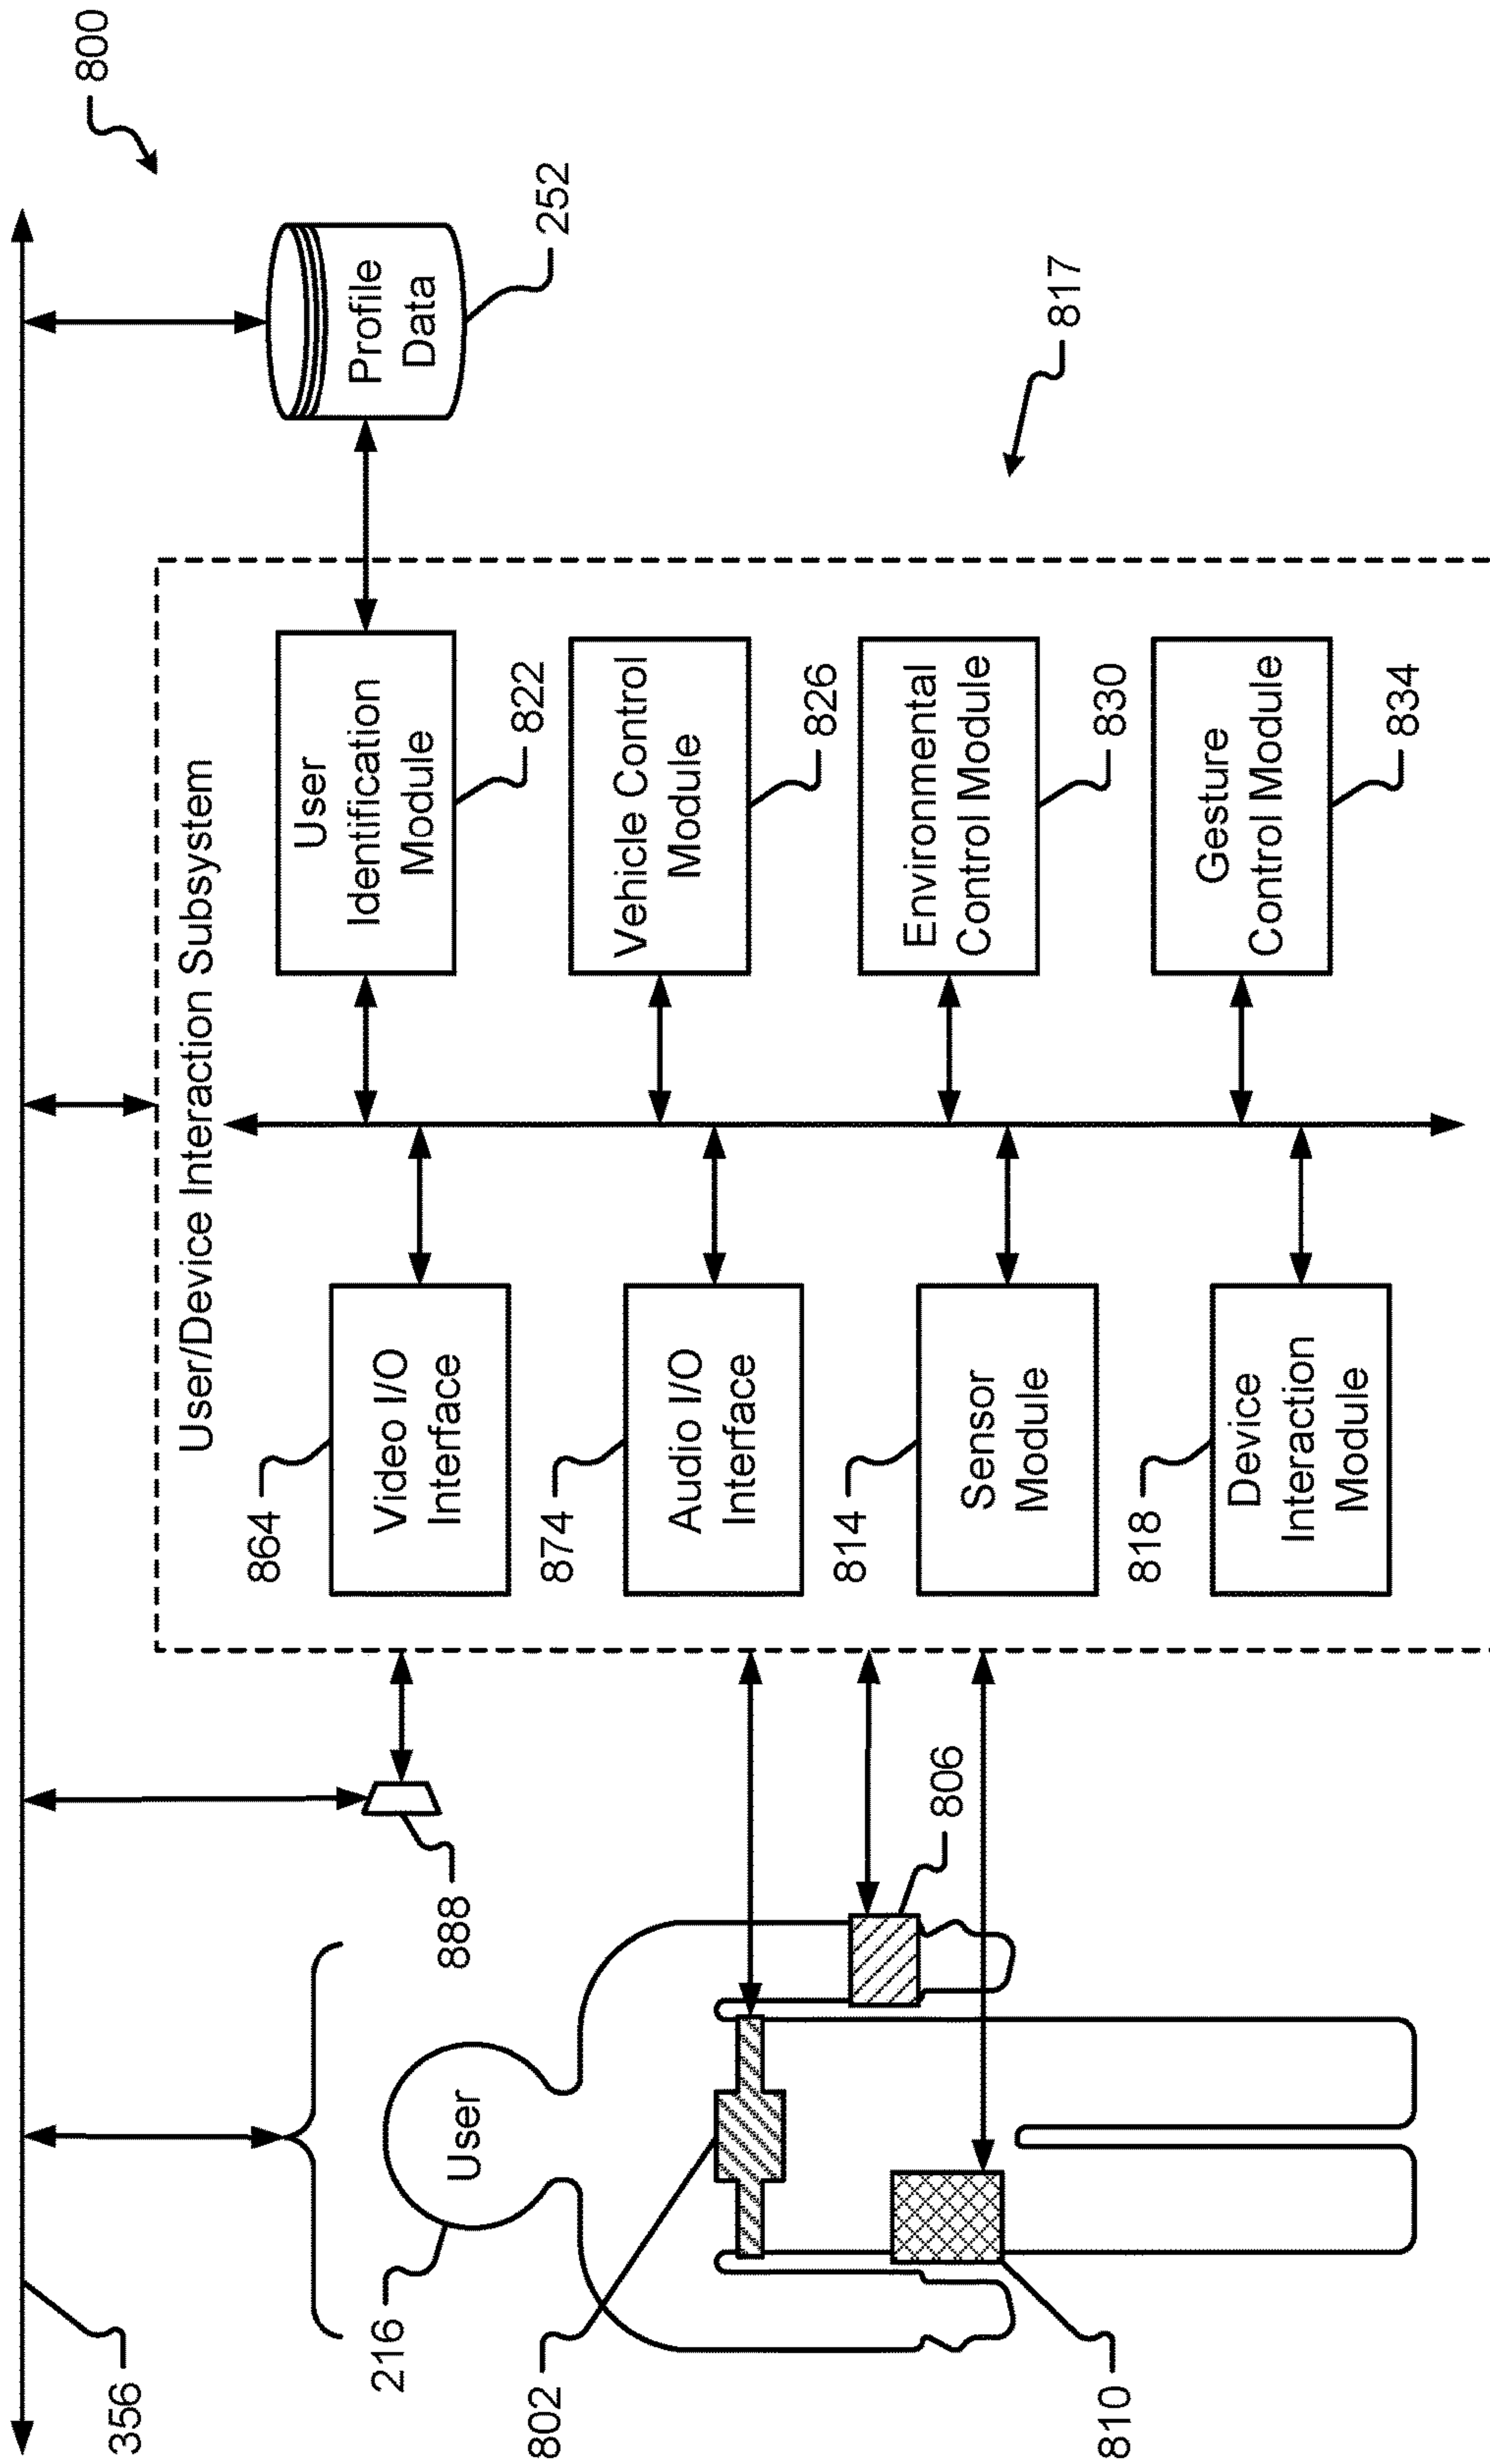 800
356
Profile
Data
252
817
User/Device Interaction Subsystem
User
Identification
Module
822
Vehicle Control
Module
826
Environmental
Control Module
830
Gesture
Control Module
834
864
Video I/O
Interface
874
Audio I/O
Interface
814
Sensor
Module
818
Device
Interaction
Module
888
216
User
802
806
810